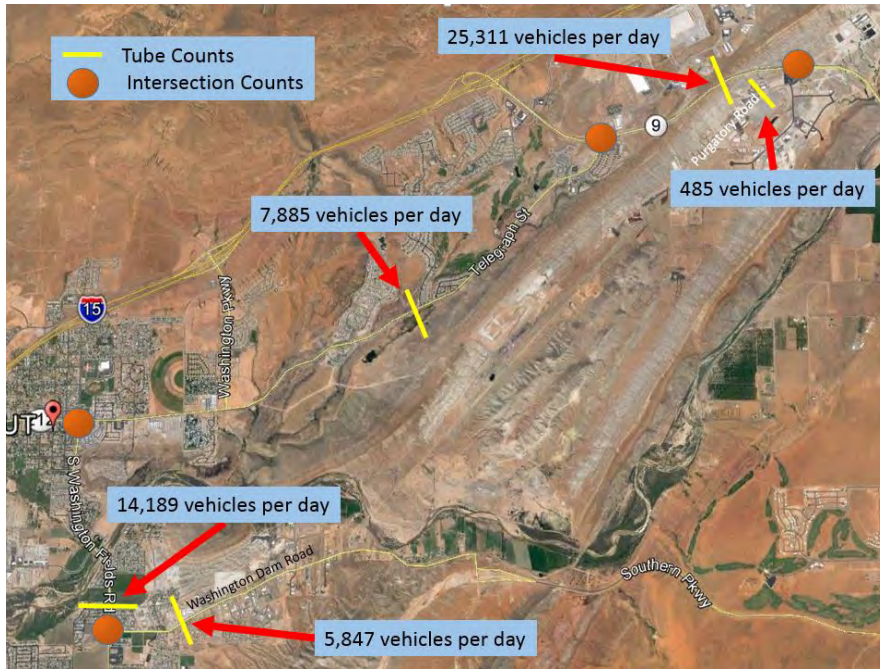 25,311 vehicles per day
Tube Counts
Intersection Counts
9
Purgatory Road
485 vehicles per day
7,885 vehicles per day
Telegraph St
15
Washington Pkwy
UT
S Washington Fields Rd
14,189 vehicles per day
Washington Dam Road
Southern Pkwy
5,847 vehicles per day